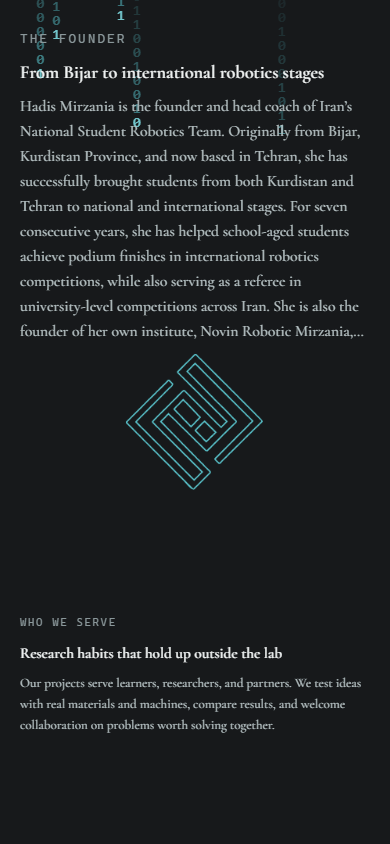 THE FOUNDER
From Bijar to international robotics stages
Hadis Mirzania is the founder and head coach of Iran’s
National Student Robotics Team. Originally from Bijar,
Kurdistan Province, and now based in Tehran, she has
successfully brought students from both Kurdistan and
Tehran to national and international stages. For seven
consecutive years, she has helped school-aged students
achieve podium finishes in international robotics
competitions, while also serving as a referee in
university-level competitions across Iran. She is also the
founder of her own institute, Novin Robotic Mirzania,...
WHO WE SERVE
Research habits that hold up outside the lab
Our projects serve learners, researchers, and partners. We test ideas
with real materials and machines, compare results, and welcome
collaboration on problems worth solving together.